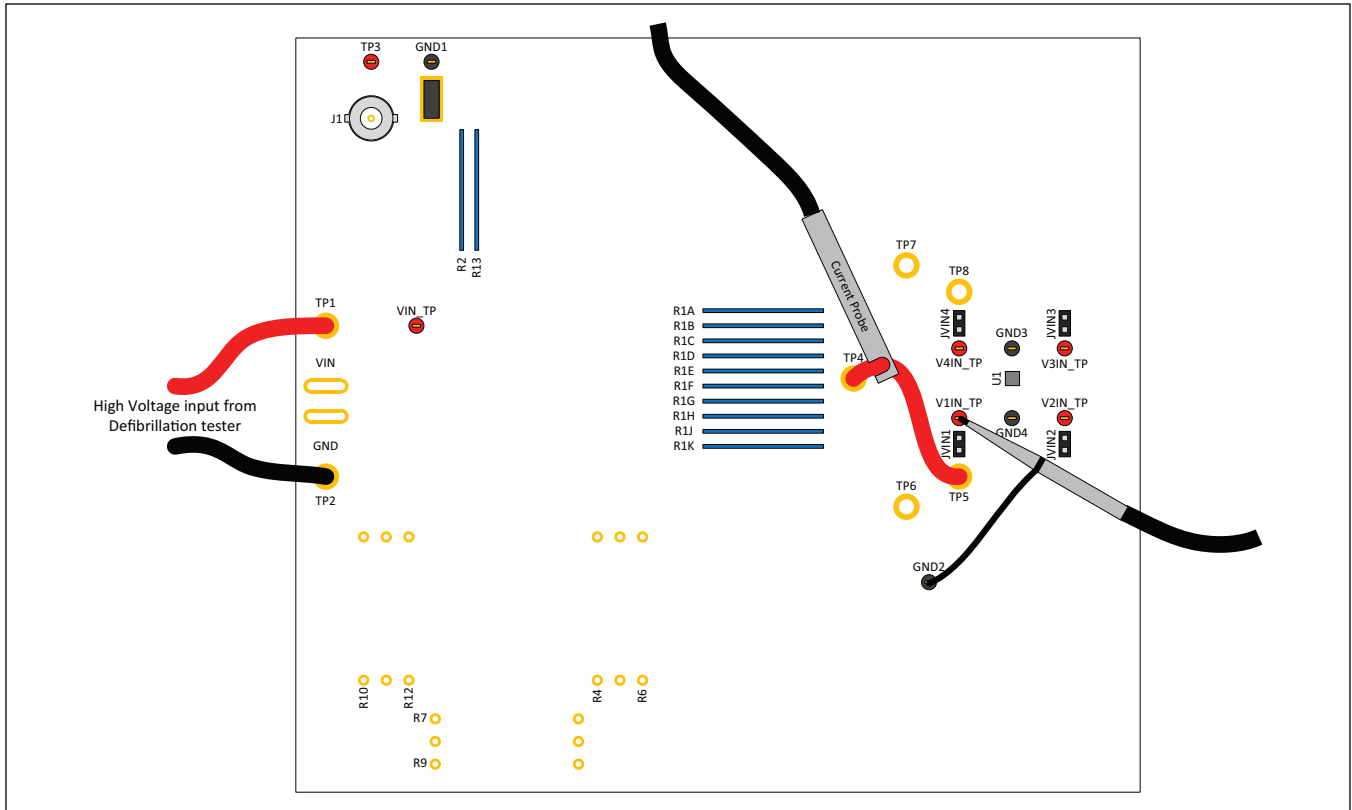 TP3
GND1
J1
R2
R13
TP1
VIN_TP
VIN
High Voltage input from
Defibrillation tester
GND
TP2
R10
R12
R4
R6
R7
R9
R1A
R1B
R1C
R1D
R1E
R1F
R1G
R1H
R1J
R1K
Current Probe
TP7
TP8
TP4
JVIN4
GND3
JVIN3
V4IN_TP
V3IN_TP
U1
V1IN_TP
V2IN_TP
JVIN1
GND4
JVIN2
TP6
TP5
GND2